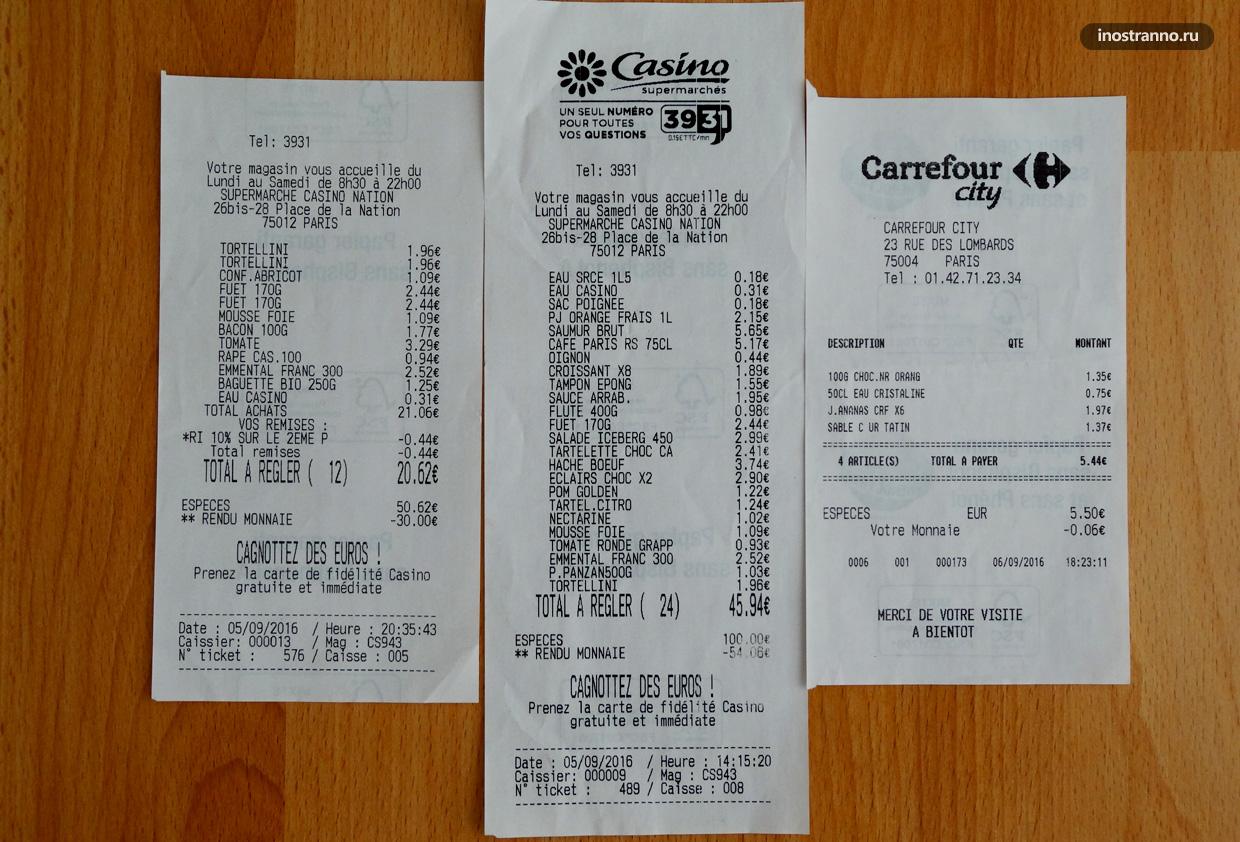 inostranno.ru
Tel: 3931
Votre magasin vous accueille du
Lundi au Samedi de 8h30 à 22h00
SUPERMARCHE CASINO NATION
26bis-28 Place de la Nation
75012 PARIS
TORTELLINI 1.96€
TORTELLINI 1.96€
CONF.ABRICOT 1.09€
FUET 170G 2.44€
FUET 170G 2.44€
MOUSSE FOIE 1.09€
BACON 100G 1.77€
TOMATE 3.29€
RAPE CAS.100 0.94€
EMMENTAL FRANC 300 2.52€
BAGUETTE BIO 250G 1.25€
EAU CASINO 0.31€
TOTAL ACHATS 21.06€
VOS REMISES :
*RI 10% SUR LE 2EME P -0.44€
Total remises -0.44€
TOTAL A REGLER ( 12) 20.62€
ESPECES 50.62€
** RENDU MONNAIE -30.00€
CAGNOTTEZ DES EUROS !
Prenez la carte de fidélité Casino
gratuite et immédiate
Date : 05/09/2016 / Heure : 20:35:43
Caissier: 000013 / Mag : CS943
N° ticket : 576 / Caisse : 005
Casino
supermarchés
UN SEUL NUMÉRO
POUR TOUTES
VOS QUESTIONS
3931
0.15€TTC/mn
Tel: 3931
Votre magasin vous accueille du
Lundi au Samedi de 8h30 à 22h00
SUPERMARCHE CASINO NATION
26bis-28 Place de la Nation
75012 PARIS
EAU SRCE 1L5 0.18€
EAU CASINO 0.31€
SAC POIGNEE 0.18€
PJ ORANGE FRAIS 1L 2.15€
SAUMUR BRUT 5.65€
CAFE PARIS RS 75CL 5.17€
OIGNON 0.44€
CROISSANT X8 1.89€
TAMPON EPONG 1.55€
SAUCE ARRAB. 1.95€
FLUTE 400G 0.98€
FUET 170G 2.44€
SALADE ICEBERG 450 2.99€
TARTELETTE CHOC CA 2.41€
HACHE BOEUF 3.74€
ECLAIRS CHOC X2 2.90€
POM GOLDEN 1.22€
TARTEL.CITRO 1.24€
NECTARINE 1.02€
MOUSSE FOIE 1.09€
TOMATE RONDE GRAPP 0.93€
EMMENTAL FRANC 300 2.52€
P.PANZAN500G 1.03€
TORTELLINI 1.96€
TOTAL A REGLER ( 24) 45.94€
ESPECES 100.00€
** RENDU MONNAIE -54.06€
CAGNOTTEZ DES EUROS !
Prenez la carte de fidélité Casino
gratuite et immédiate
Date : 05/09/2016 / Heure : 14:15:20
Caissier: 000009 / Mag : CS943
N° ticket : 489 / Caisse : 008
Carrefour
city
CARREFOUR CITY
23 RUE DES LOMBARDS
75004 PARIS
Tel : 01.42.71.23.34
DESCRIPTION QTE MONTANT
100G CHOC.NR ORANG 1.35€
50CL EAU CRISTALINE 0.75€
J.ANANAS CRF X6 1.97€
SABLE C UR TATIN 1.37€
4 ARTICLE(S) TOTAL A PAYER 5.44€
ESPECES EUR 5.50€
Votre Monnaie -0.06€
0006 001 000173 06/09/2016 18:23:11
MERCI DE VOTRE VISITE
A BIENTOT